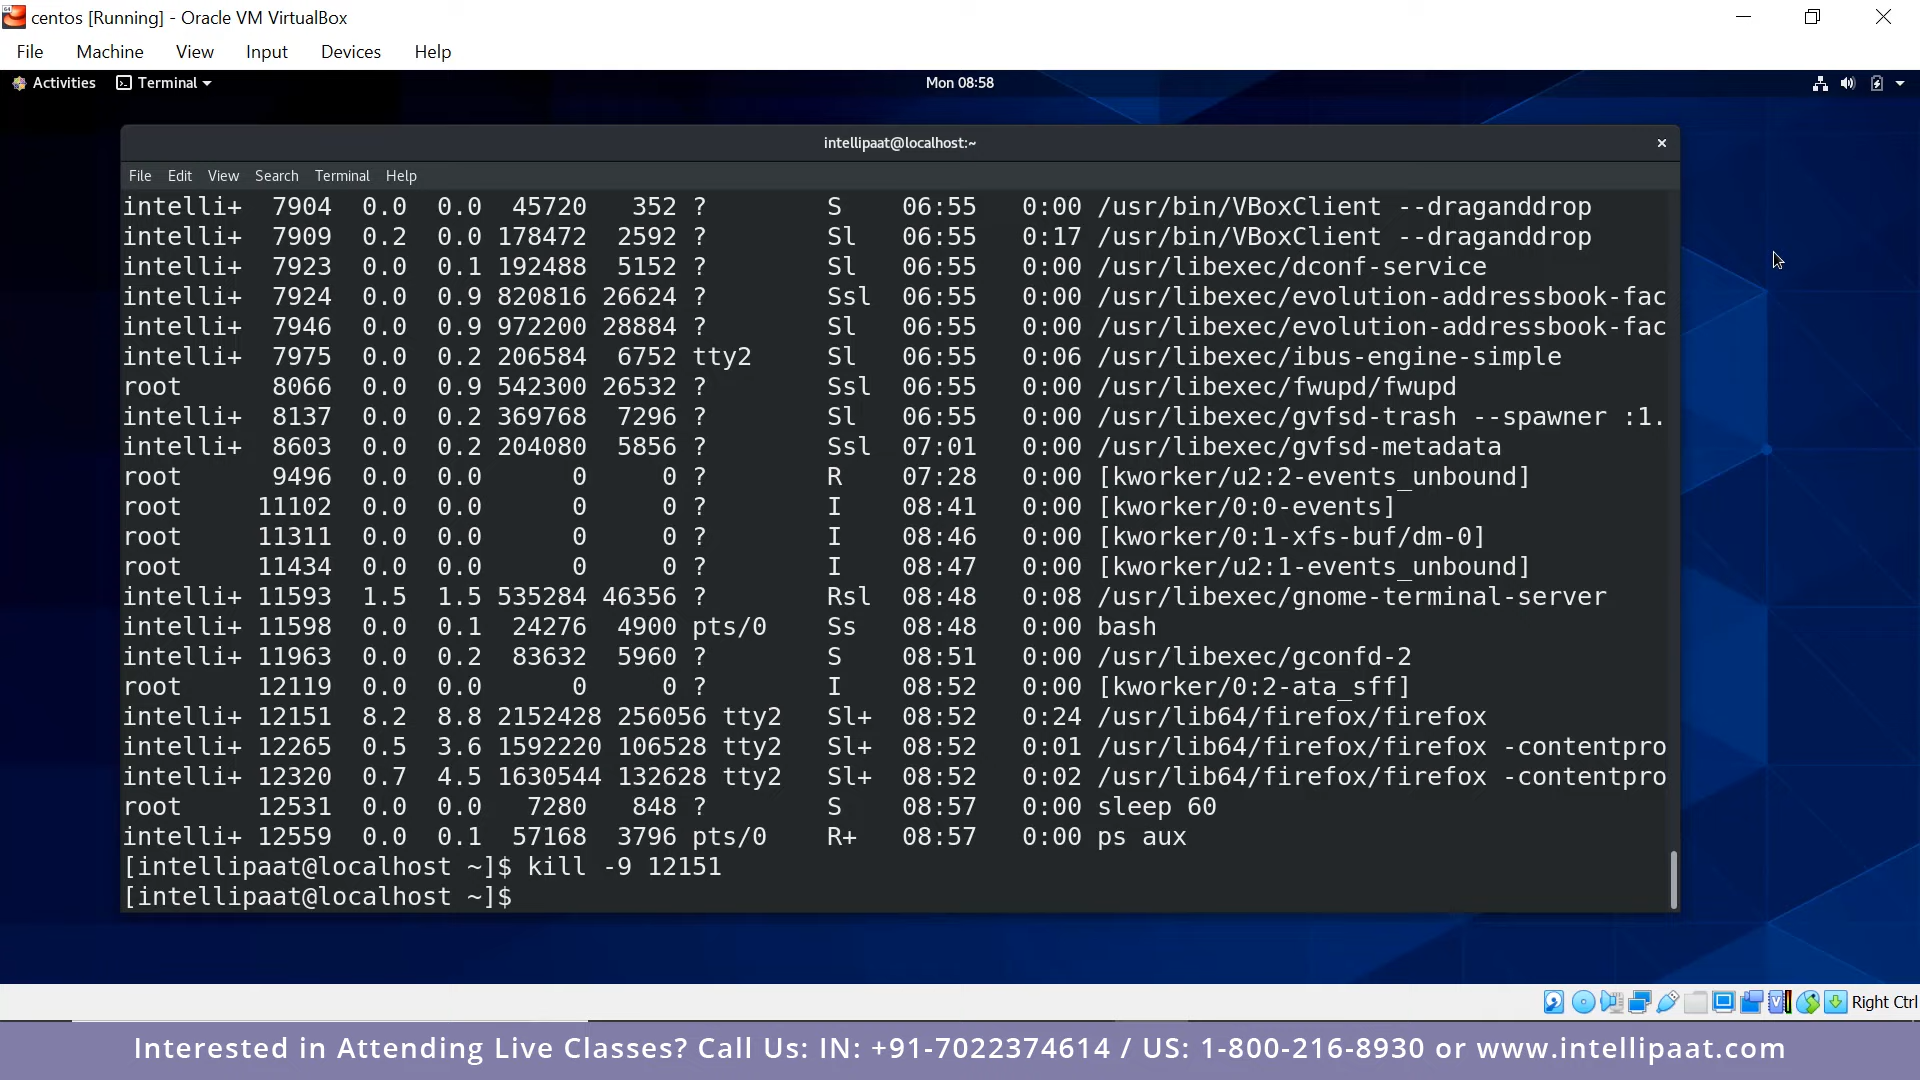 centos [Running] - Oracle VM VirtualBox
File Machine View Input Devices Help
Activities Terminal Mon 08:58
intellipaat@localhost:~
File Edit View Search Terminal Help
intelli+ 7904 0.0 0.0 45720 352 ? S 06:55 0:00 /usr/bin/VBoxClient --draganddrop
intelli+ 7909 0.2 0.0 178472 2592 ? Sl 06:55 0:17 /usr/bin/VBoxClient --draganddrop
intelli+ 7923 0.0 0.1 192488 5152 ? Sl 06:55 0:00 /usr/libexec/dconf-service
intelli+ 7924 0.0 0.9 820816 26624 ? Ssl 06:55 0:00 /usr/libexec/evolution-addressbook-fac
intelli+ 7946 0.0 0.9 972200 28884 ? Sl 06:55 0:00 /usr/libexec/evolution-addressbook-fac
intelli+ 7975 0.0 0.2 206584 6752 tty2 Sl 06:55 0:06 /usr/libexec/ibus-engine-simple
root 8066 0.0 0.9 542300 26532 ? Ssl 06:55 0:00 /usr/libexec/fwupd/fwupd
intelli+ 8137 0.0 0.2 369768 7296 ? Sl 06:55 0:00 /usr/libexec/gvfsd-trash --spawner :1.
intelli+ 8603 0.0 0.2 204080 5856 ? Ssl 07:01 0:00 /usr/libexec/gvfsd-metadata
root 9496 0.0 0.0 0 0 ? R 07:28 0:00 [kworker/u2:2-events_unbound]
root 11102 0.0 0.0 0 0 ? I 08:41 0:00 [kworker/0:0-events]
root 11311 0.0 0.0 0 0 ? I 08:46 0:00 [kworker/0:1-xfs-buf/dm-0]
root 11434 0.0 0.0 0 0 ? I 08:47 0:00 [kworker/u2:1-events_unbound]
intelli+ 11593 1.5 1.5 535284 46356 ? Rsl 08:48 0:08 /usr/libexec/gnome-terminal-server
intelli+ 11598 0.0 0.1 24276 4900 pts/0 Ss 08:48 0:00 bash
intelli+ 11963 0.0 0.2 83632 5960 ? S 08:51 0:00 /usr/libexec/gconfd-2
root 12119 0.0 0.0 0 0 ? I 08:52 0:00 [kworker/0:2-ata_sff]
intelli+ 12151 8.2 8.8 2152428 256056 tty2 Sl+ 08:52 0:24 /usr/lib64/firefox/firefox
intelli+ 12265 0.5 3.6 1592220 106528 tty2 Sl+ 08:52 0:01 /usr/lib64/firefox/firefox -contentpro
intelli+ 12320 0.7 4.5 1630544 132628 tty2 Sl+ 08:52 0:02 /usr/lib64/firefox/firefox -contentpro
root 12531 0.0 0.0 7280 848 ? S 08:57 0:00 sleep 60
intelli+ 12559 0.0 0.1 57168 3796 pts/0 R+ 08:57 0:00 ps aux
[intellipaat@localhost ~]$ kill -9 12151
[intellipaat@localhost ~]$
Right Ctrl
Interested in Attending Live Classes? Call Us: IN: +91-7022374614 / US: 1-800-216-8930 or www.intellipaat.com